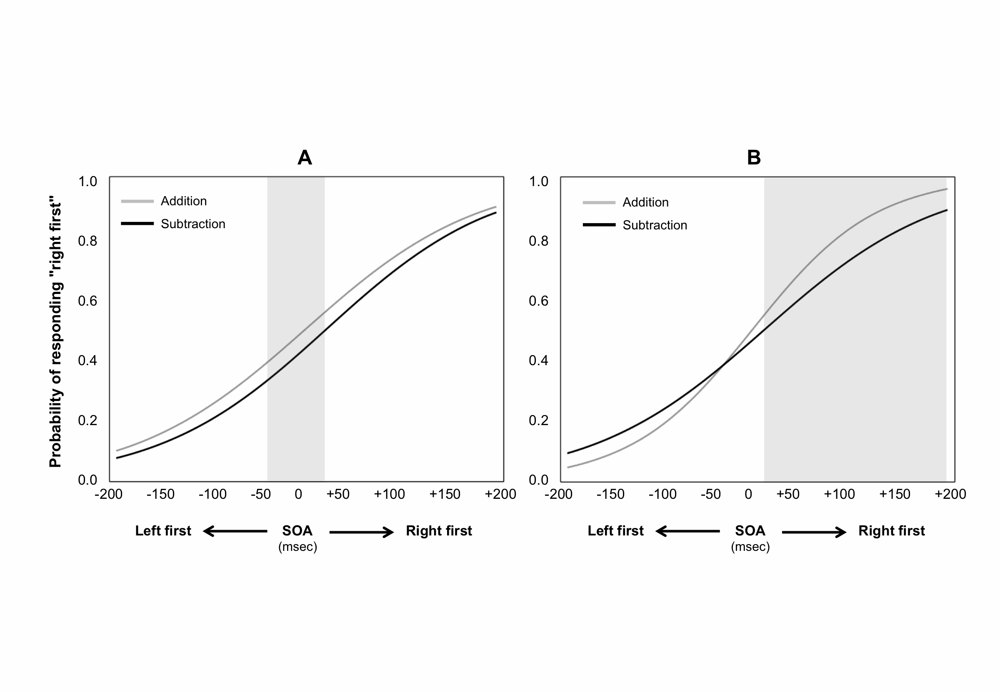 A
B
Probability of responding "right first"
1.0
0.8
0.6
0.4
0.2
0.0
Addition
Subtraction
-200 -150 -100 -50 0 +50 +100 +150 +200
Left first SOA Right first
(msec)
1.0
0.8
0.6
0.4
0.2
0.0
Addition
Subtraction
-200 -150 -100 -50 0 +50 +100 +150 +200
Left first SOA Right first
(msec)